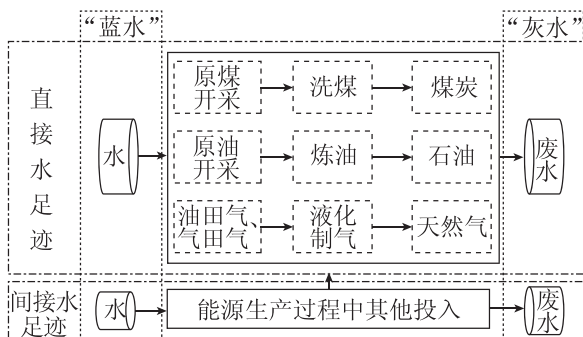 “蓝水”
“灰水”
直接水足迹
水
原煤
开采
洗煤
煤炭
原油
开采
炼油
石油
油田气、
气田气
液化
制气
天然气
废水
间接水
足迹
水
能源生产过程中其他投入
废水